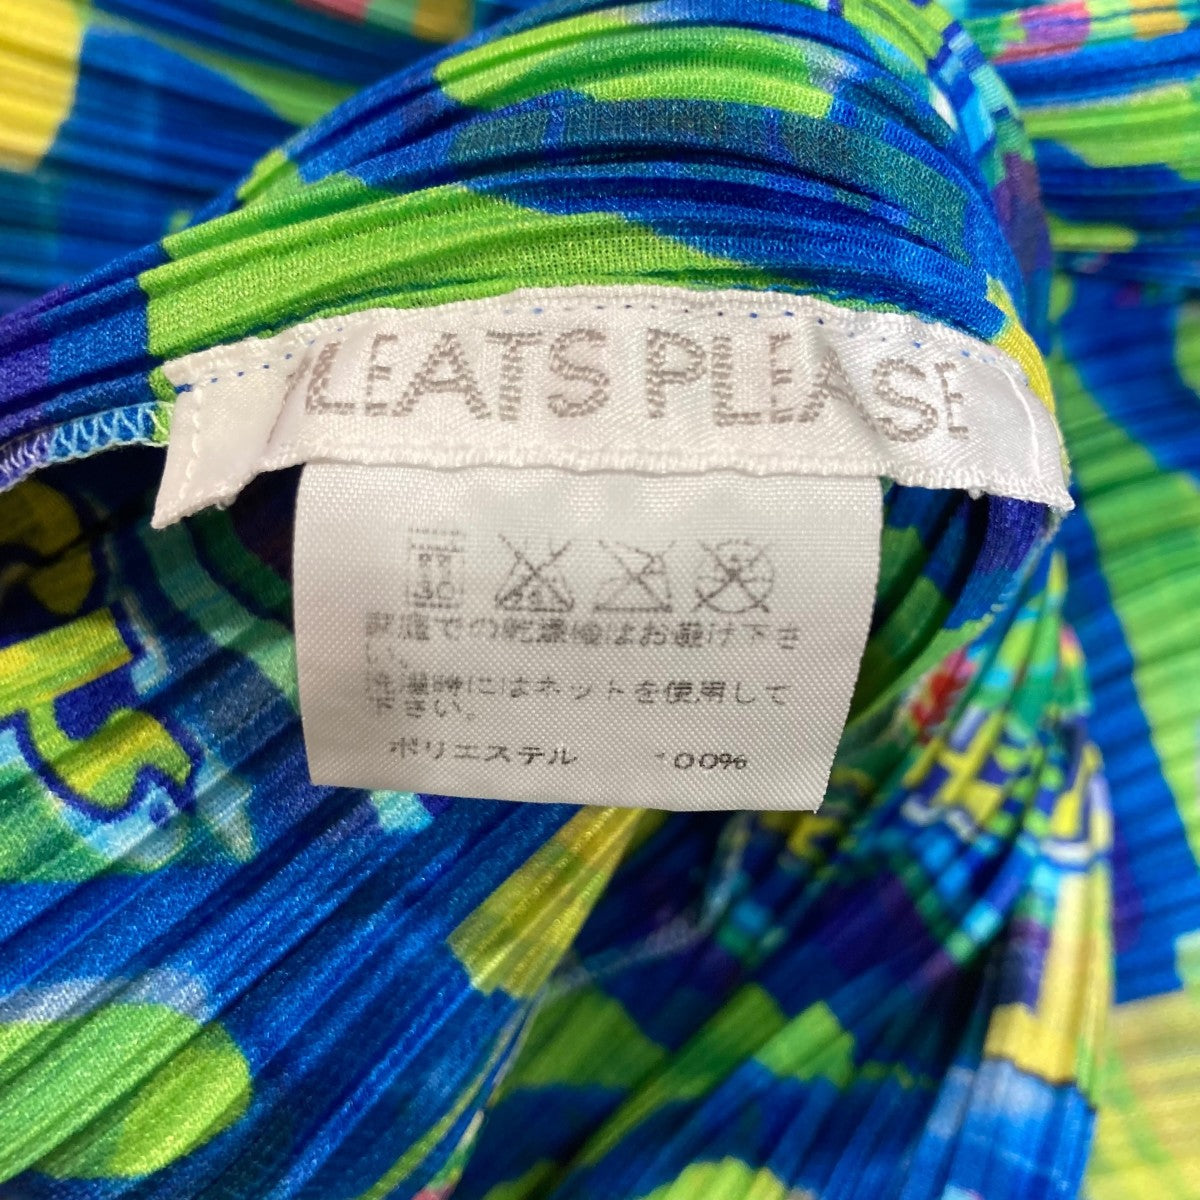 PLEATS PLEASE
30
家庭での乾燥機はお避け下さ
い。
洗濯時にはネットを使用して
下さい。
ポリエステル 100%